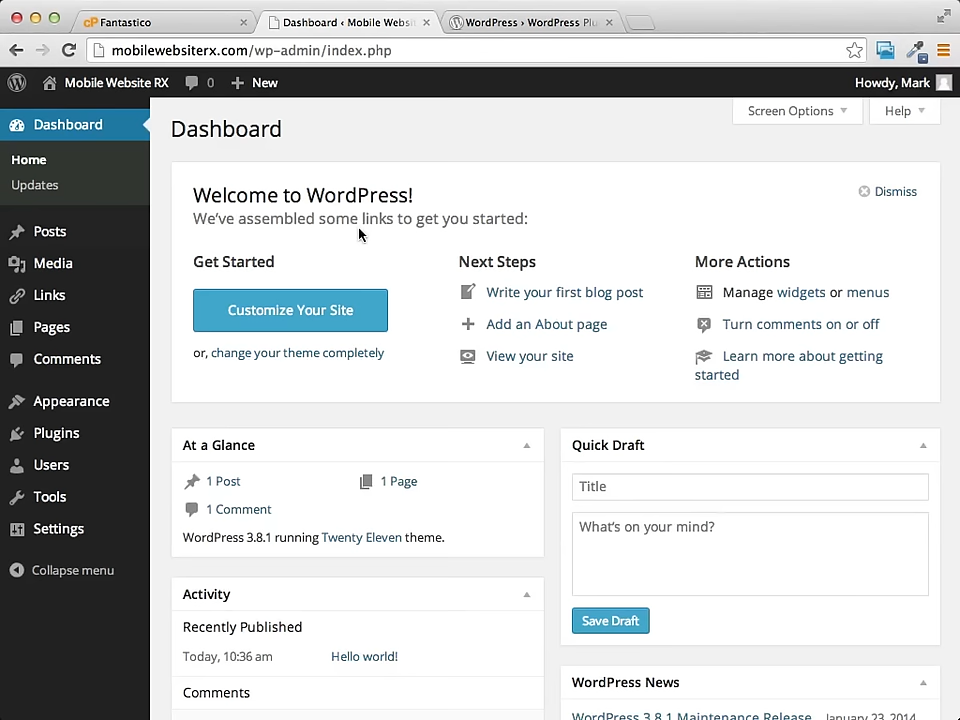 cP Fantastico
Dashboard ‹ Mobile Websit
WordPress › WordPress Plu
mobilewebsiterx.com/wp-admin/index.php
Mobile Website RX
0
New
Howdy, Mark
Dashboard
Home
Updates
Posts
Media
Links
Pages
Comments
Appearance
Plugins
Users
Tools
Settings
Collapse menu
Screen Options
Help
Dashboard
Welcome to WordPress!
We've assembled some links to get you started:
Dismiss
Get Started
Customize Your Site
or, change your theme completely
Next Steps
Write your first blog post
Add an About page
View your site
More Actions
Manage widgets or menus
Turn comments on or off
Learn more about getting
started
At a Glance
1 Post
1 Page
1 Comment
WordPress 3.8.1 running Twenty Eleven theme.
Activity
Recently Published
Today, 10:36 am
Hello world!
Comments
Quick Draft
Title
What's on your mind?
Save Draft
WordPress News
WordPress 3.8.1 Maintenance Release January 23, 2014